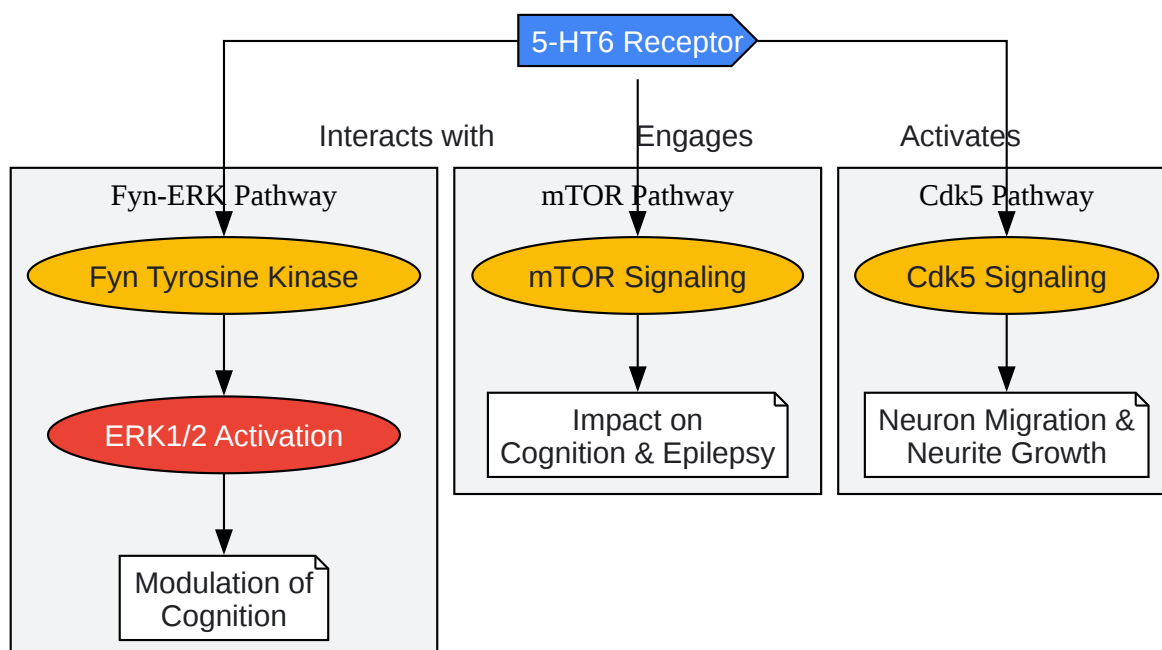 5-HT6 Receptor
Interacts with
Engages
Activates
Fyn-ERK Pathway
mTOR Pathway
Cdk5 Pathway
Fyn Tyrosine Kinase
mTOR Signaling
Cdk5 Signaling
ERK1/2 Activation
Impact on
Cognition & Epilepsy
Neuron Migration &
Neurite Growth
Modulation of
Cognition